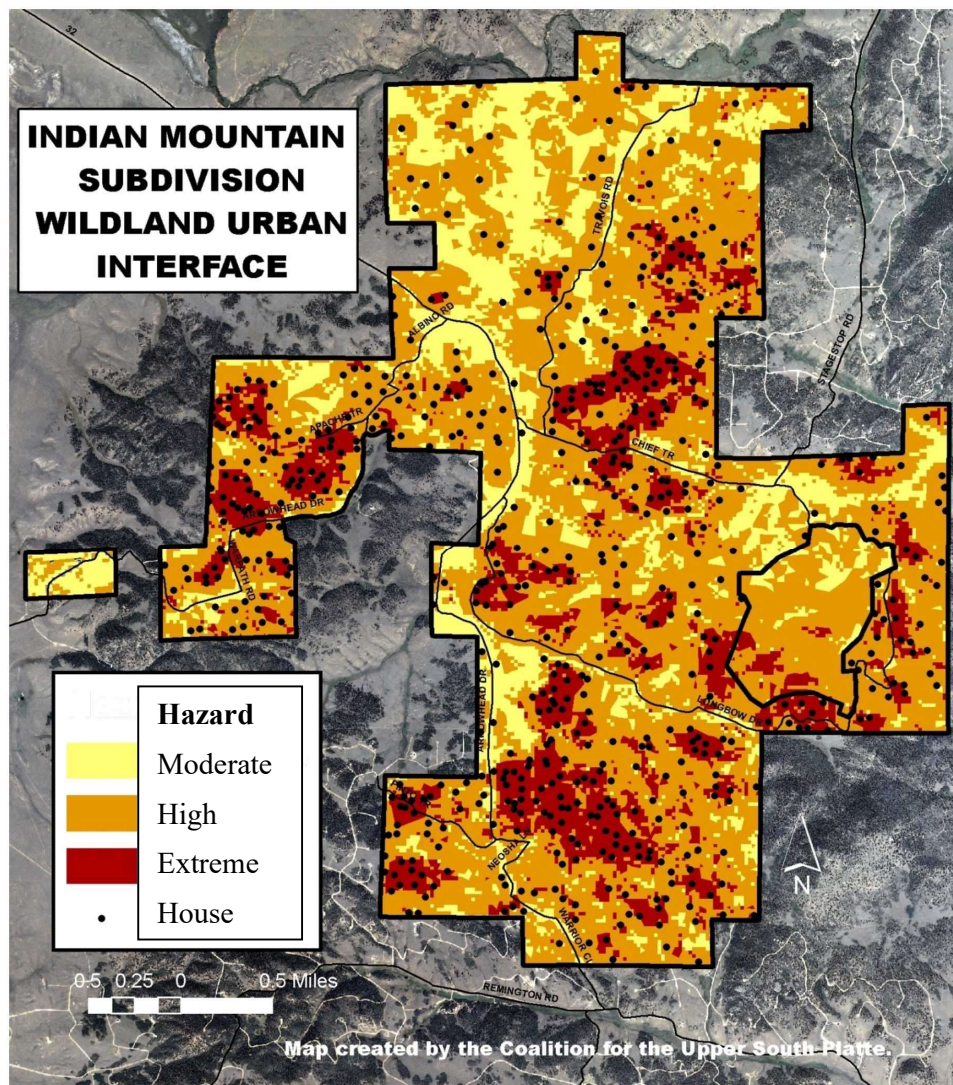 32
INDIAN MOUNTAIN
SUBDIVISION
WILDLAND URBAN
INTERFACE
TRAVOIS RD
ALBINO RD
STAGESTOP RD
APACHE TR
CHIEF TR
ARROWHEAD DR
ARROWHEAD DR
LONGBOW DR
Hazard
Moderate
High
Extreme
House
WARRIOR CI
N
0.5 0.25 0 0.5 Miles
REMINGTON RD
Map created by the Coalition for the Upper South Platte.